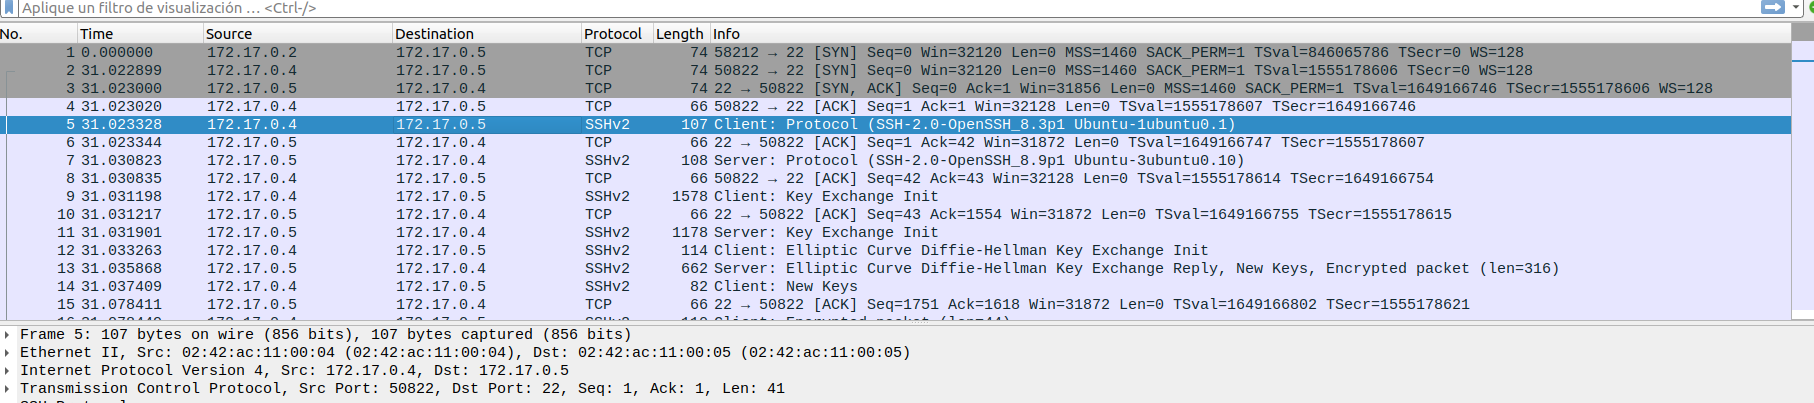 Aplique un filtro de visualización … <Ctrl-/>
No. Time Source Destination Protocol Length Info
1 0.000000 172.17.0.2 172.17.0.5 TCP 74 58212 → 22 [SYN] Seq=0 Win=32120 Len=0 MSS=1460 SACK_PERM=1 TSval=846065786 TSecr=0 WS=128
2 31.022899 172.17.0.4 172.17.0.5 TCP 74 50822 → 22 [SYN] Seq=0 Win=32120 Len=0 MSS=1460 SACK_PERM=1 TSval=1555178606 TSecr=0 WS=128
3 31.023000 172.17.0.4 172.17.0.5 TCP 74 22 → 50822 [SYN, ACK] Seq=0 Ack=1 Win=31856 Len=0 MSS=1460 SACK_PERM=1 TSval=1649166746 TSecr=1555178606 WS=128
4 31.023020 172.17.0.4 172.17.0.5 TCP 66 50822 → 22 [ACK] Seq=1 Ack=1 Win=32128 Len=0 TSval=1555178607 TSecr=1649166746
5 31.023328 172.17.0.4 172.17.0.5 SSHv2 107 Client: Protocol (SSH-2.0-OpenSSH_8.3p1 Ubuntu-1ubuntu0.1)
6 31.023344 172.17.0.5 172.17.0.4 TCP 66 22 → 50822 [ACK] Seq=1 Ack=42 Win=31872 Len=0 TSval=1649166747 TSecr=1555178607
7 31.030823 172.17.0.5 172.17.0.4 SSHv2 108 Server: Protocol (SSH-2.0-OpenSSH_8.9p1 Ubuntu-3ubuntu0.10)
8 31.030835 172.17.0.4 172.17.0.5 TCP 66 50822 → 22 [ACK] Seq=42 Ack=43 Win=32128 Len=0 TSval=1555178614 TSecr=1649166754
9 31.031198 172.17.0.4 172.17.0.5 SSHv2 1578 Client: Key Exchange Init
10 31.031217 172.17.0.5 172.17.0.4 TCP 66 22 → 50822 [ACK] Seq=43 Ack=1554 Win=31872 Len=0 TSval=1649166755 TSecr=1555178615
11 31.031901 172.17.0.5 172.17.0.4 SSHv2 1178 Server: Key Exchange Init
12 31.033263 172.17.0.4 172.17.0.5 SSHv2 114 Client: Elliptic Curve Diffie-Hellman Key Exchange Init
13 31.035868 172.17.0.5 172.17.0.4 SSHv2 662 Server: Elliptic Curve Diffie-Hellman Key Exchange Reply, New Keys, Encrypted packet (len=316)
14 31.037409 172.17.0.4 172.17.0.5 SSHv2 82 Client: New Keys
15 31.078411 172.17.0.5 172.17.0.4 TCP 66 22 → 50822 [ACK] Seq=1751 Ack=1618 Win=31872 Len=0 TSval=1649166802 TSecr=1555178621
Frame 5: 107 bytes on wire (856 bits), 107 bytes captured (856 bits)
Ethernet II, Src: 02:42:ac:11:00:04 (02:42:ac:11:00:04), Dst: 02:42:ac:11:00:05 (02:42:ac:11:00:05)
Internet Protocol Version 4, Src: 172.17.0.4, Dst: 172.17.0.5
Transmission Control Protocol, Src Port: 50822, Dst Port: 22, Seq: 1, Ack: 1, Len: 41